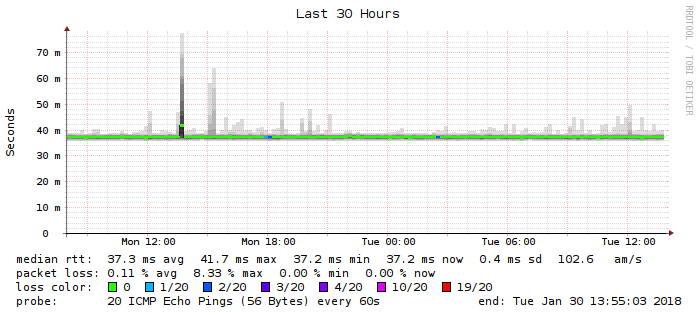 Last 30 Hours
RRDTOOL / TOBI OETIKER
Seconds
70 m
60 m
50 m
40 m
30 m
20 m
10 m
0
Mon 12:00 Mon 18:00 Tue 00:00 Tue 06:00 Tue 12:00
median rtt: 37.3 ms avg 41.7 ms max 37.2 ms min 37.2 ms now 0.4 ms sd 102.6 am/s
packet loss: 0.11 % avg 8.33 % max 0.00 % min 0.00 % now
loss color: 0 1/20 2/20 3/20 4/20 10/20 19/20
probe: 20 ICMP Echo Pings (56 Bytes) every 60s end: Tue Jan 30 13:55:03 2018